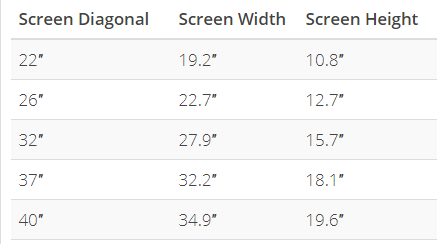 Screen Diagonal Screen Width Screen Height
22″ 19.2″ 10.8″
26″ 22.7″ 12.7″
32″ 27.9″ 15.7″
37″ 32.2″ 18.1″
40″ 34.9″ 19.6″